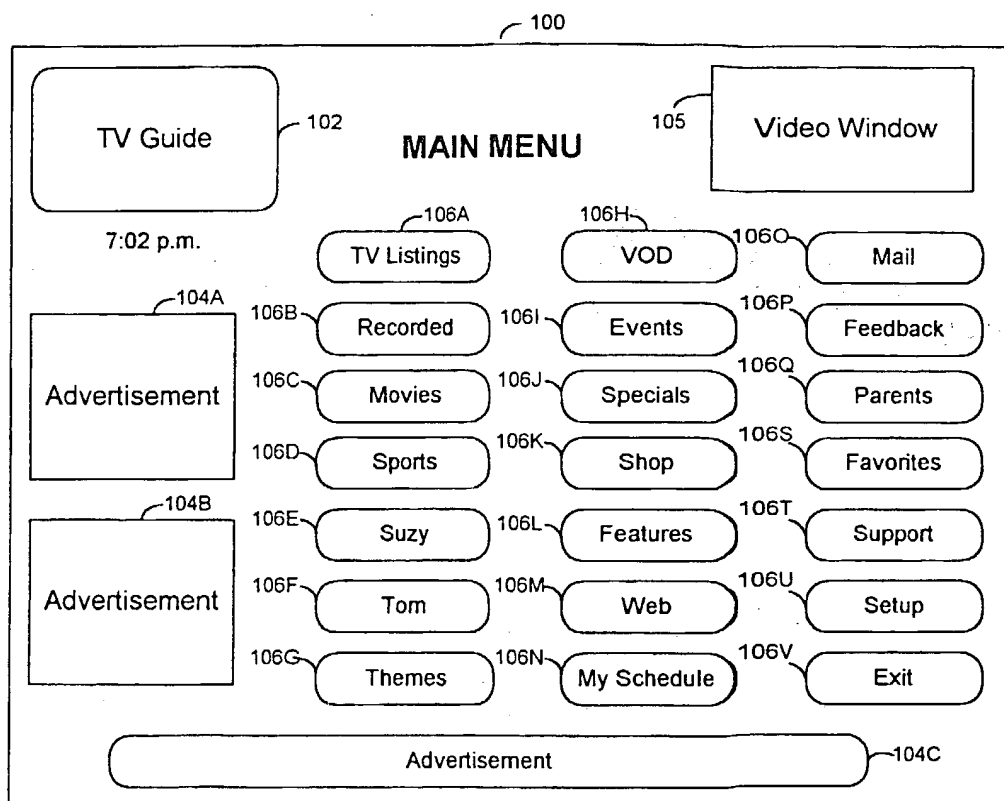 100
TV Guide
102
MAIN MENU
105
Video Window
7:02 p.m.
106A
TV Listings
106H
VOD
106O
Mail
104A
Advertisement
106B
Recorded
106I
Events
106P
Feedback
106C
Movies
106J
Specials
106Q
Parents
106D
Sports
106K
Shop
106S
Favorites
104B
Advertisement
106E
Suzy
106L
Features
106T
Support
106F
Tom
106M
Web
106U
Setup
106G
Themes
106N
My Schedule
106V
Exit
Advertisement
104C